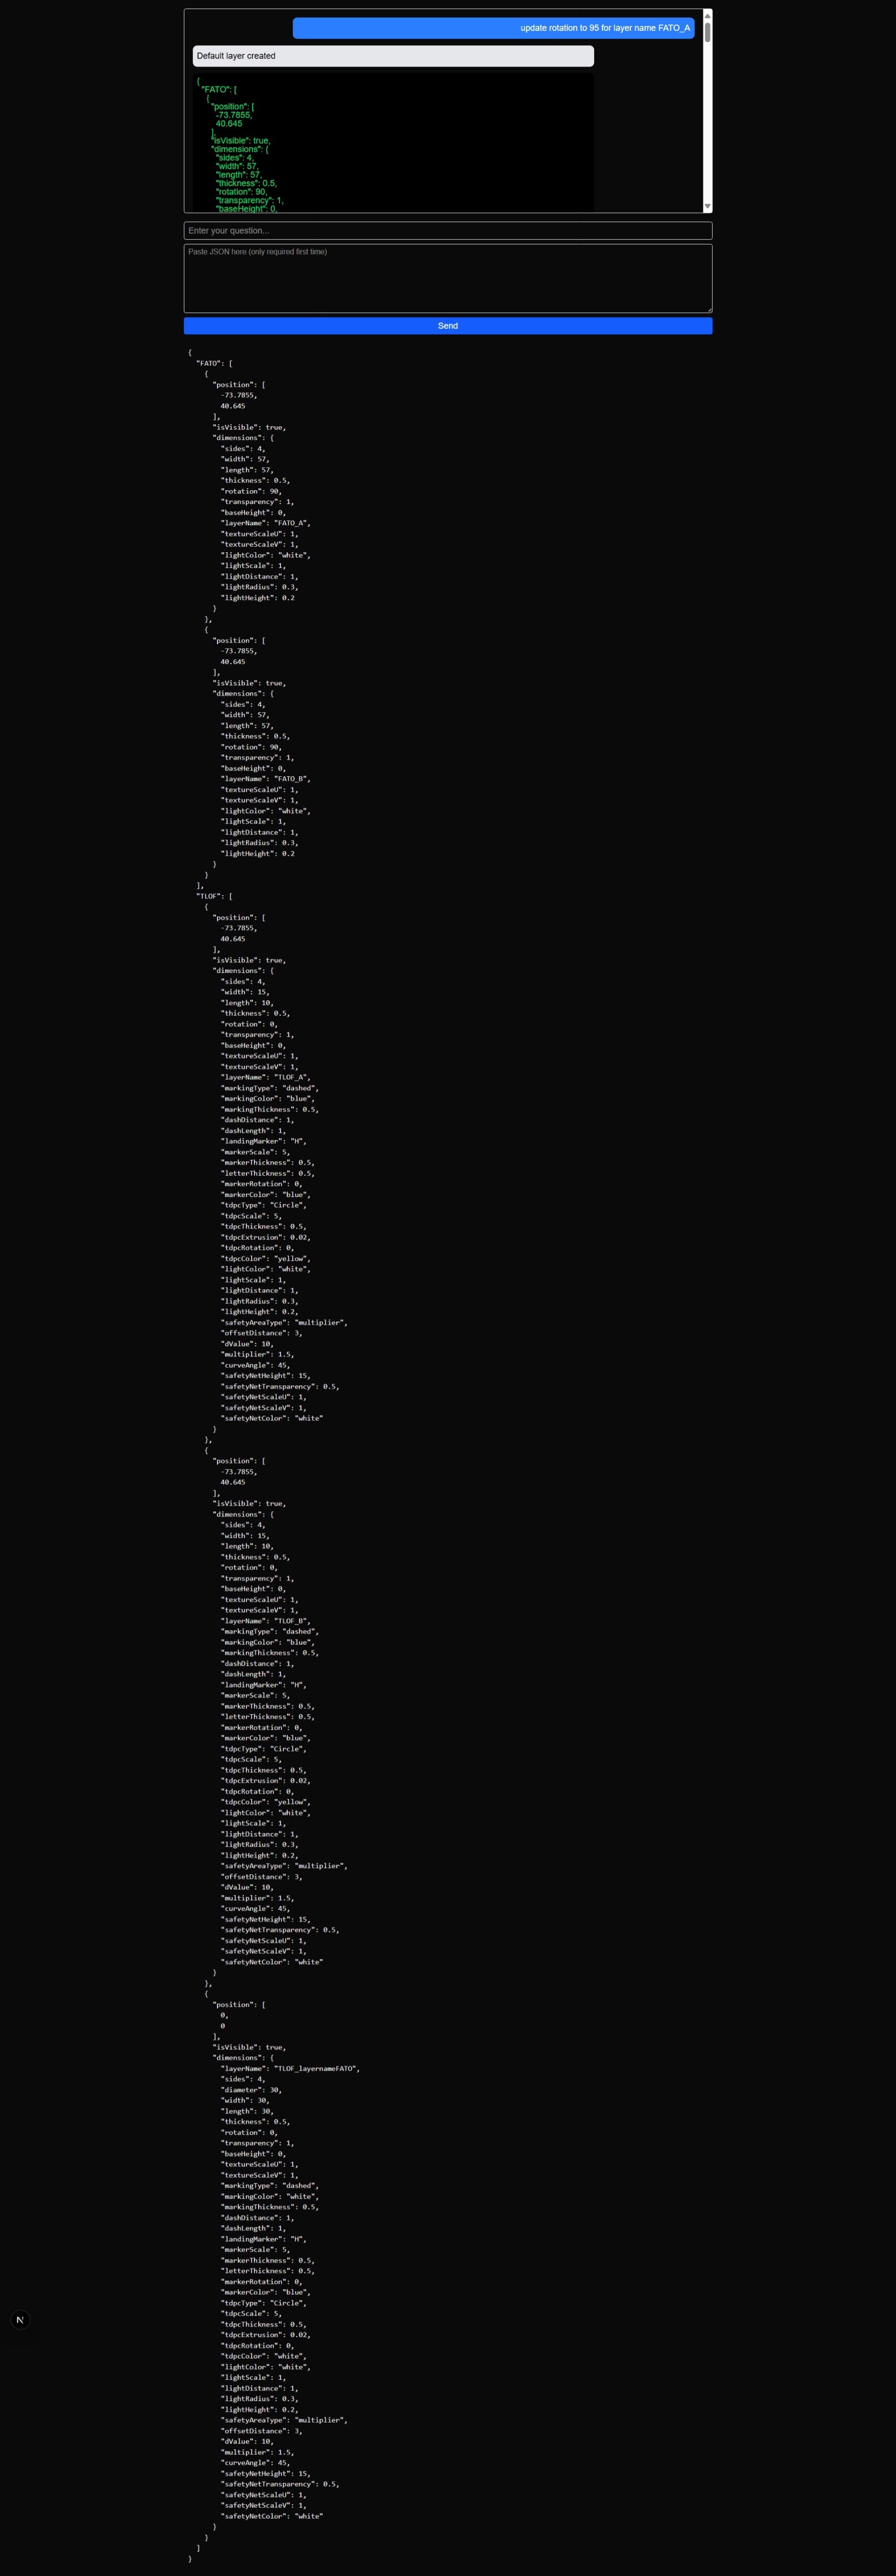 update rotation to 95 for layer name FATO_A
Default layer created
{
"FATO": [
{
"position": [
-73.7855,
40.645
],
"isVisible": true,
"dimensions": {
"sides": 4,
"width": 57,
"length": 57,
"thickness": 0.5,
"rotation": 90,
"transparency": 1,
"baseHeight": 0,
Enter your question...
Paste JSON here (only required first time)
Send
{
"FATO": [
{
"position": [
-73.7855,
40.645
],
"isVisible": true,
"dimensions": {
"sides": 4,
"width": 57,
"length": 57,
"thickness": 0.5,
"rotation": 90,
"transparency": 1,
"baseHeight": 0,
"layerName": "FATO_A",
"textureScaleU": 1,
"textureScaleV": 1,
"lightColor": "white",
"lightScale": 1,
"lightDistance": 1,
"lightRadius": 0.3,
"lightHeight": 0.2
}
},
{
"position": [
-73.7855,
40.645
],
"isVisible": true,
"dimensions": {
"sides": 4,
"width": 57,
"length": 57,
"thickness": 0.5,
"rotation": 90,
"transparency": 1,
"baseHeight": 0,
"layerName": "FATO_B",
"textureScaleU": 1,
"textureScaleV": 1,
"lightColor": "white",
"lightScale": 1,
"lightDistance": 1,
"lightRadius": 0.3,
"lightHeight": 0.2
}
}
],
"TLOF": [
{
"position": [
-73.7855,
40.645
],
"isVisible": true,
"dimensions": {
"sides": 4,
"width": 15,
"length": 10,
"thickness": 0.5,
"rotation": 0,
"transparency": 1,
"baseHeight": 0,
"textureScaleU": 1,
"textureScaleV": 1,
"layerName": "TLOF_A",
"markingType": "dashed",
"markingColor": "blue",
"markingThickness": 0.5,
"dashDistance": 1,
"dashLength": 1,
"landingMarker": "H",
"markerScale": 5,
"markerThickness": 0.5,
"letterThickness": 0.5,
"markerRotation": 0,
"markerColor": "blue",
"tdpcType": "Circle",
"tdpcScale": 5,
"tdpcThickness": 0.5,
"tdpcExtrusion": 0.02,
"tdpcRotation": 0,
"tdpcColor": "yellow",
"lightColor": "white",
"lightScale": 1,
"lightDistance": 1,
"lightRadius": 0.3,
"lightHeight": 0.2,
"safetyAreaType": "multiplier",
"offsetDistance": 3,
"dValue": 10,
"multiplier": 1.5,
"curveAngle": 45,
"safetyNetHeight": 15,
"safetyNetTransparency": 0.5,
"safetyNetScaleU": 1,
"safetyNetScaleV": 1,
"safetyNetColor": "white"
}
},
{
"position": [
-73.7855,
40.645
],
"isVisible": true,
"dimensions": {
"sides": 4,
"width": 15,
"length": 10,
"thickness": 0.5,
"rotation": 0,
"transparency": 1,
"baseHeight": 0,
"textureScaleU": 1,
"textureScaleV": 1,
"layerName": "TLOF_B",
"markingType": "dashed",
"markingColor": "blue",
"markingThickness": 0.5,
"dashDistance": 1,
"dashLength": 1,
"landingMarker": "H",
"markerScale": 5,
"markerThickness": 0.5,
"letterThickness": 0.5,
"markerRotation": 0,
"markerColor": "blue",
"tdpcType": "Circle",
"tdpcScale": 5,
"tdpcThickness": 0.5,
"tdpcExtrusion": 0.02,
"tdpcRotation": 0,
"tdpcColor": "yellow",
"lightColor": "white",
"lightScale": 1,
"lightDistance": 1,
"lightRadius": 0.3,
"lightHeight": 0.2,
"safetyAreaType": "multiplier",
"offsetDistance": 3,
"dValue": 10,
"multiplier": 1.5,
"curveAngle": 45,
"safetyNetHeight": 15,
"safetyNetTransparency": 0.5,
"safetyNetScaleU": 1,
"safetyNetScaleV": 1,
"safetyNetColor": "white"
}
},
{
"position": [
0,
0
],
"isVisible": true,
"dimensions": {
"layerName": "TLOF_layernameFATO",
"sides": 4,
"diameter": 30,
"width": 30,
"length": 30,
"thickness": 0.5,
"rotation": 0,
"transparency": 1,
"baseHeight": 0,
"textureScaleU": 1,
"textureScaleV": 1,
"markingType": "dashed",
"markingColor": "white",
"markingThickness": 0.5,
"dashDistance": 1,
"dashLength": 1,
"landingMarker": "H",
"markerScale": 5,
"markerThickness": 0.5,
"letterThickness": 0.5,
"markerRotation": 0,
"markerColor": "blue",
"tdpcType": "Circle",
"tdpcScale": 5,
"tdpcThickness": 0.5,
"tdpcExtrusion": 0.02,
"tdpcRotation": 0,
"tdpcColor": "white",
"lightColor": "white",
"lightScale": 1,
"lightDistance": 1,
"lightRadius": 0.3,
"lightHeight": 0.2,
"safetyAreaType": "multiplier",
"offsetDistance": 3,
"dValue": 10,
"multiplier": 1.5,
"curveAngle": 45,
"safetyNetHeight": 15,
"safetyNetTransparency": 0.5,
"safetyNetScaleU": 1,
"safetyNetScaleV": 1,
"safetyNetColor": "white"
}
}
]
}
N